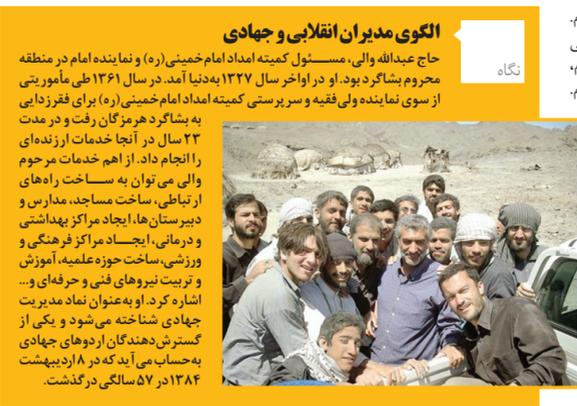 نگاه
الگوی مدیران انقلابی و جهادی
حاج عبدالله والی، مسـئول کمیته امداد امام‌خمینی(ره) و نماینده امام در منطقه
محروم بشاگرد بود. او در اواخر سال ۱۳۲۷ به‌دنیا آمد. در سال ۱۳۶۱ طی مأموریتی
از سوی نماینده ولی‌فقیه و سرپرستی کمیته امداد امام‌خمینی(ره) برای فقرزدایی
به بشاگرد هرمزگان رفت و در مدت
۲۳ سال در آنجا خدمات ارزنده‌ای
را انجام داد. از اهم خدمات مرحوم
والی می‌توان به سـاخت راه‌های
ارتباطی، ساخت مساجد، مدارس و
دبیرستان‌ها، ایجاد مراکز بهداشتی
و درمانی، ایجـاد مراکز فرهنگی و
ورزشی، ساخت حوزه علمیه، آموزش
و تربیت نیروهای فنی و حرفه‌ای و...
اشاره کرد. او به‌عنوان نماد مدیریت
جهادی شناخته می‌شود و یکی از
گسترش‌دهندگان اردوهای جهادی
به‌حساب می‌آید که در ۸ اردیبهشت
۱۳۸۴ در ۵۷ سالگی درگذشت.